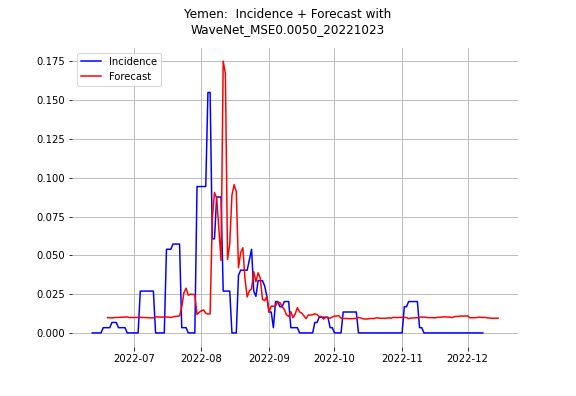 Yemen:  Incidence + Forecast with
WaveNet_MSE0.0050_20221023
Incidence
Forecast
0.175
0.150
0.125
0.100
0.075
0.050
0.025
0.000
2022-07 2022-08 2022-09 2022-10 2022-11 2022-12